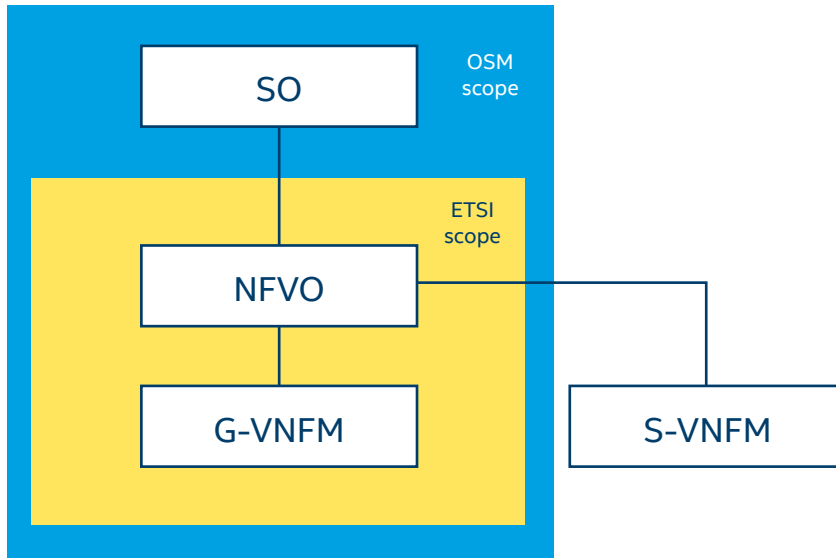 SO
OSM
scope
ETSI
scope
NFVO
G-VNFM
S-VNFM